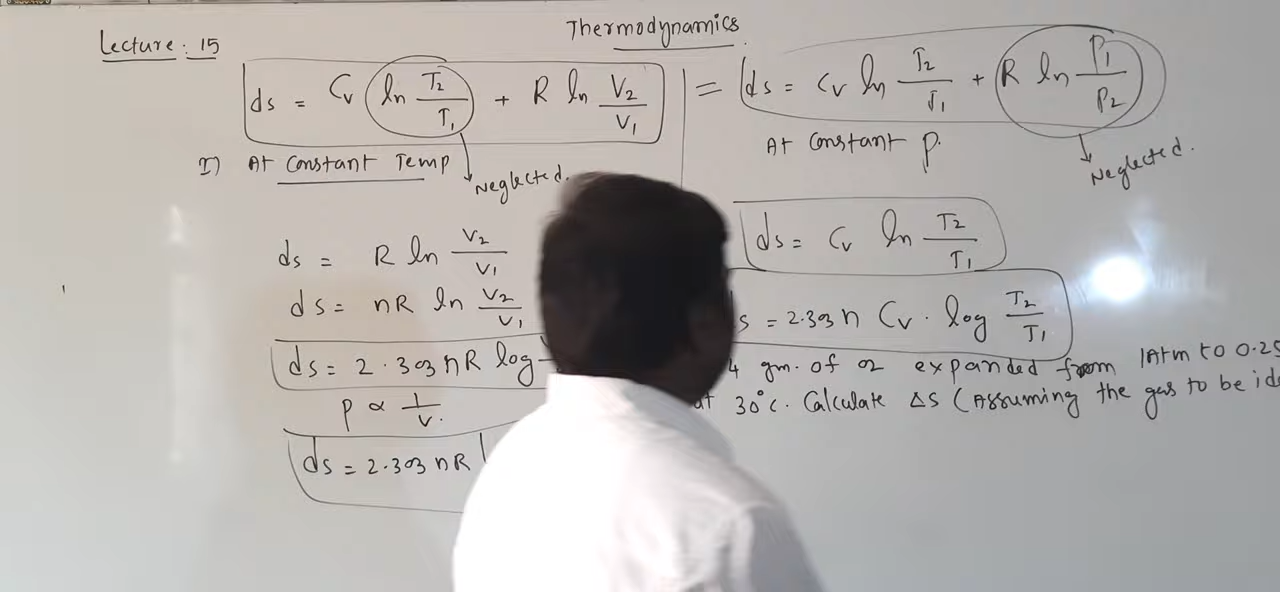 Thermodynamics
Lecture: 15
ds = Cv ln T2/T1 + R ln V2/V1
I) At Constant Temp
Neglected.
ds = R ln V2/V1
ds = nR ln V2/V1
ds = 2.303 nR log
P ∝ 1/V.
ds = 2.303 nR
= ds = Cv ln T2/T1 + R ln P1/P2
At Constant P.
Neglected.
ds = Cv ln T2/T1
s = 2.303 n Cv. log T2/T1
4 gm. of O2 expanded from 1Atm to 0.25
at 30°C. Calculate ΔS (Assuming the gas to be id